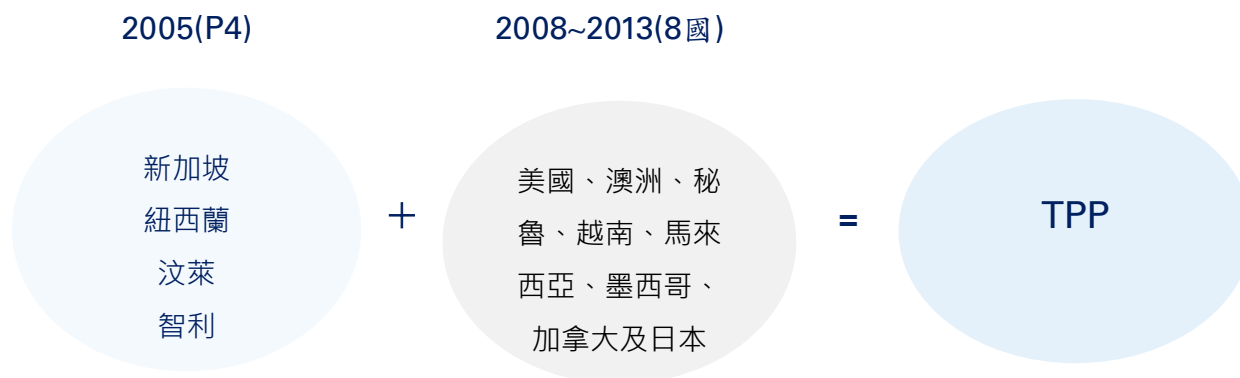 2005(P4)
2008~2013(8國)
新加坡
紐西蘭
汶萊
智利
+
美國、澳洲、秘
魯、越南、馬來
西亞、墨西哥、
加拿大及日本
=
TPP